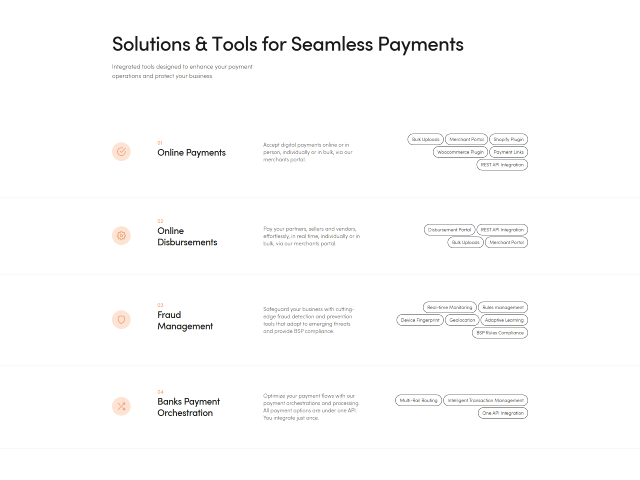 Solutions & Tools for Seamless Payments
Integrated tools designed to enhance your payment
operations and protect your business.
01
Online Payments
Accept digital payments online or in
person, individually or in bulk, via our
merchants portal.
Bulk Uploads
Merchant Portal
Shopify Plugin
Woocommerce Plugin
Payment Links
REST API Integration
02
Online
Disbursements
Pay your partners, sellers and vendors,
effortlessly, in real time, individually or in
bulk, via our merchants portal.
Disbursement Portal
REST API Integration
Bulk Uploads
Merchant Portal
03
Fraud
Management
Safeguard your business with cutting-
edge fraud detection and prevention
tools that adapt to emerging threats
and provide BSP compliance.
Real-time Monitoring
Rules management
Device Fingerprint
Geolocation
Adaptive Learning
BSP Rules Compliance
04
Banks Payment
Orchestration
Optimize your payment flows with our
payment orchestrations and processing.
All payment options are under one API.
You integrate just once.
Multi-Rail Routing
Intelligent Transaction Management
One API Integration